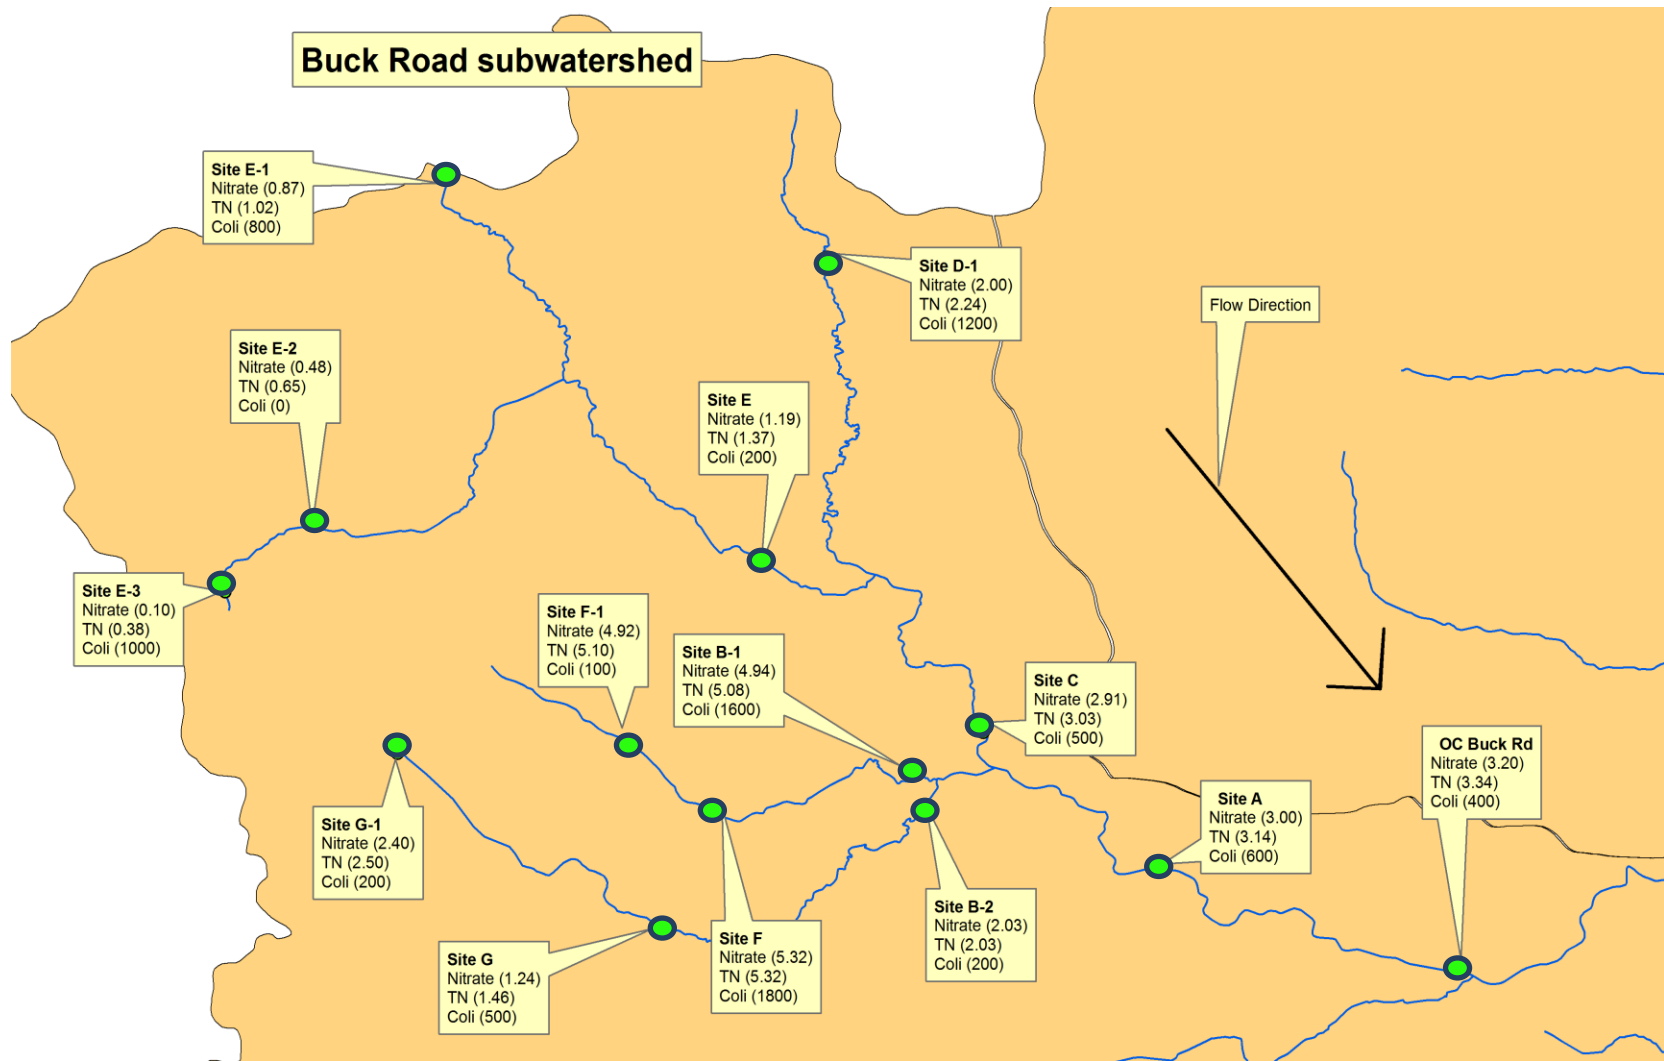 Buck Road subwatershed
Site E-1
Nitrate (0.87)
TN (1.02)
Coli (800)
Site D-1
Nitrate (2.00)
TN (2.24)
Coli (1200)
Flow Direction
Site E-2
Nitrate (0.48)
TN (0.65)
Coli (0)
Site E
Nitrate (1.19)
TN (1.37)
Coli (200)
Site E-3
Nitrate (0.10)
TN (0.38)
Coli (1000)
Site F-1
Nitrate (4.92)
TN (5.10)
Coli (100)
Site B-1
Nitrate (4.94)
TN (5.08)
Coli (1600)
Site C
Nitrate (2.91)
TN (3.03)
Coli (500)
OC Buck Rd
Nitrate (3.20)
TN (3.34)
Coli (400)
Site A
Nitrate (3.00)
TN (3.14)
Coli (600)
Site G-1
Nitrate (2.40)
TN (2.50)
Coli (200)
Site B-2
Nitrate (2.03)
TN (2.03)
Coli (200)
Site F
Nitrate (5.32)
TN (5.32)
Coli (1800)
Site G
Nitrate (1.24)
TN (1.46)
Coli (500)